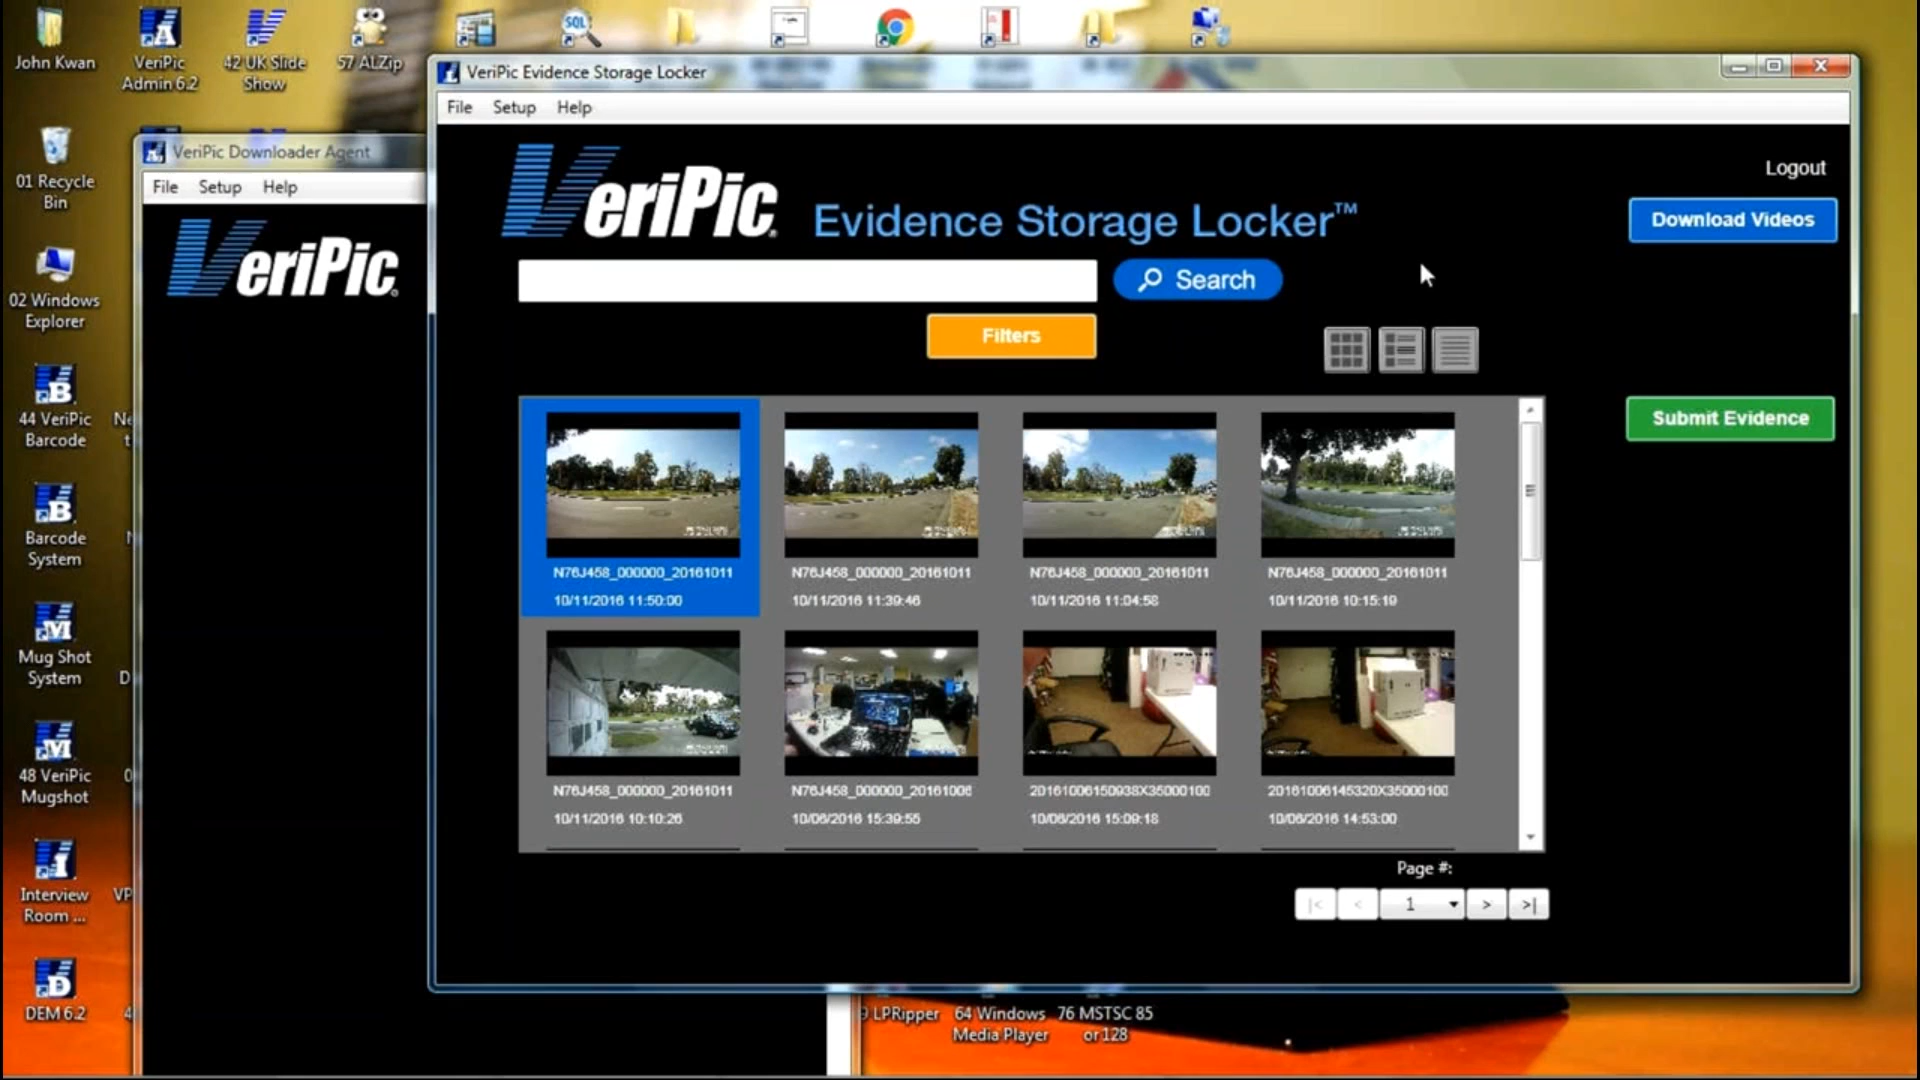 John Kwan
VeriPic
Admin 6.2
42 UK Slide
Show
57 ALZip
SQL
VeriPic Evidence Storage Locker
File Setup Help
01 Recycle
Bin
VeriPic Downloader Agent
File Setup Help
VeriPic
VeriPic Evidence Storage Locker™
Logout
Download Videos
Search
Filters
Submit Evidence
02 Windows
Explorer
44 VeriPic
Barcode
Barcode
System
Mug Shot
System
48 VeriPic
Mugshot
Interview
Room ...
DEM 6.2
N76J458_000000_20161011
10/11/2016 11:50:00
N76J458_000000_20161011
10/11/2016 11:39:46
N76J458_000000_20161011
10/11/2016 11:04:58
N76J458_000000_20161011
10/11/2016 10:15:19
N76J458_000000_20161011
10/11/2016 10:10:26
N76J458_000000_20161006
10/06/2016 15:39:55
20161006150938X35000100
10/06/2016 15:09:18
20161006145320X35000100
10/06/2016 14:53:00
Page #:
|< < 1 > >|
LPRipper
64 Windows
Media Player
76 MSTSC 85
or 128